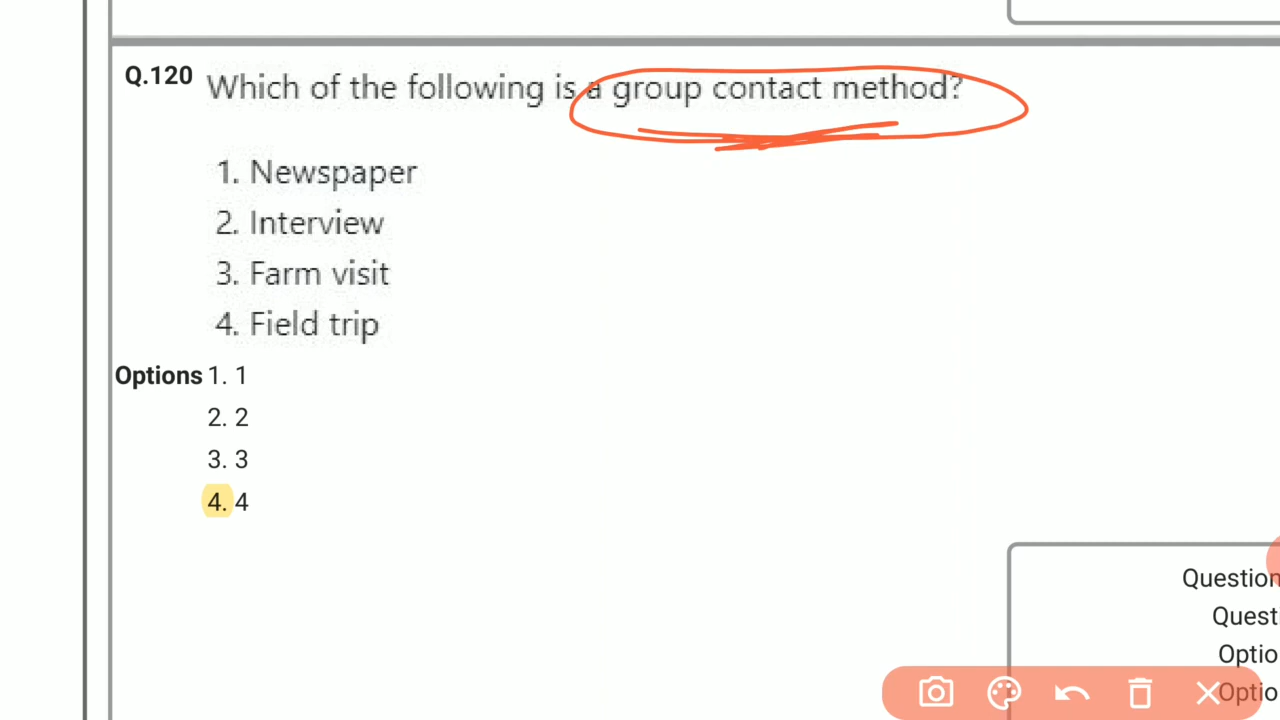 Q.120 Which of the following is a group contact method?
1. Newspaper
2. Interview
3. Farm visit
4. Field trip
Options 1. 1
2. 2
3. 3
4. 4
Question
Questi
Optio
Optio